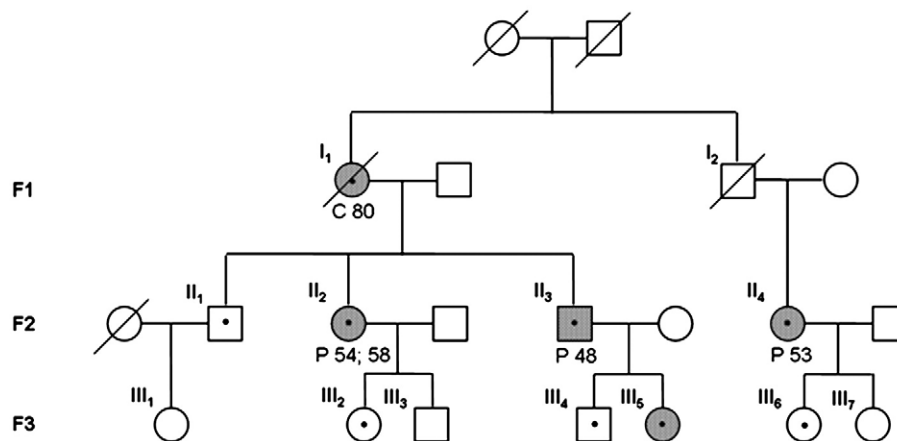 I₁ I₂
F1
C 80
II₁ II₂ II₃ II₄
F2
P 54; 58 P 48 P 53
III₁ III₂ III₃ III₄ III₅ III₆ III₇
F3